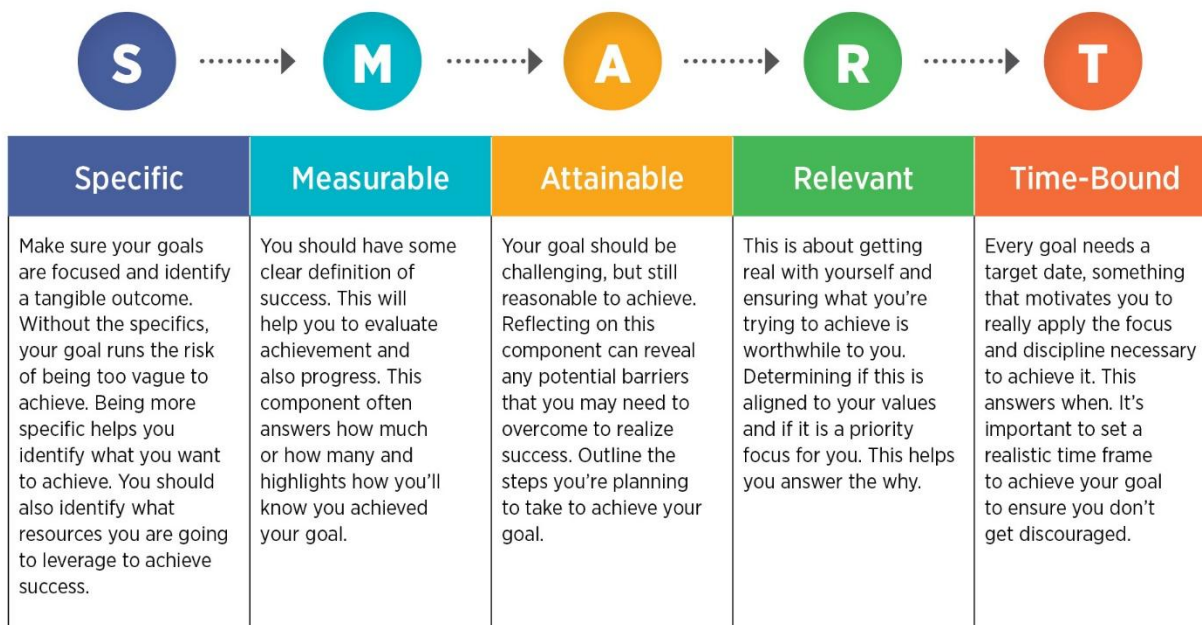 S
M
A
R
T
Specific
Measurable
Attainable
Relevant
Time-Bound
Make sure your goals
are focused and identify
a tangible outcome.
Without the specifics,
your goal runs the risk
of being too vague to
achieve. Being more
specific helps you
identify what you want
to achieve. You should
also identify what
resources you are going
to leverage to achieve
success.
You should have some
clear definition of
success. This will
help you to evaluate
achievement and
also progress. This
component often
answers how much
or how many and
highlights how you’ll
know you achieved
your goal.
Your goal should be
challenging, but still
reasonable to achieve.
Reflecting on this
component can reveal
any potential barriers
that you may need to
overcome to realize
success. Outline the
steps you’re planning
to take to achieve your
goal.
This is about getting
real with yourself and
ensuring what you’re
trying to achieve is
worthwhile to you.
Determining if this is
aligned to your values
and if it is a priority
focus for you. This helps
you answer the why.
Every goal needs a
target date, something
that motivates you to
really apply the focus
and discipline necessary
to achieve it. This
answers when. It’s
important to set a
realistic time frame
to achieve your goal
to ensure you don’t
get discouraged.